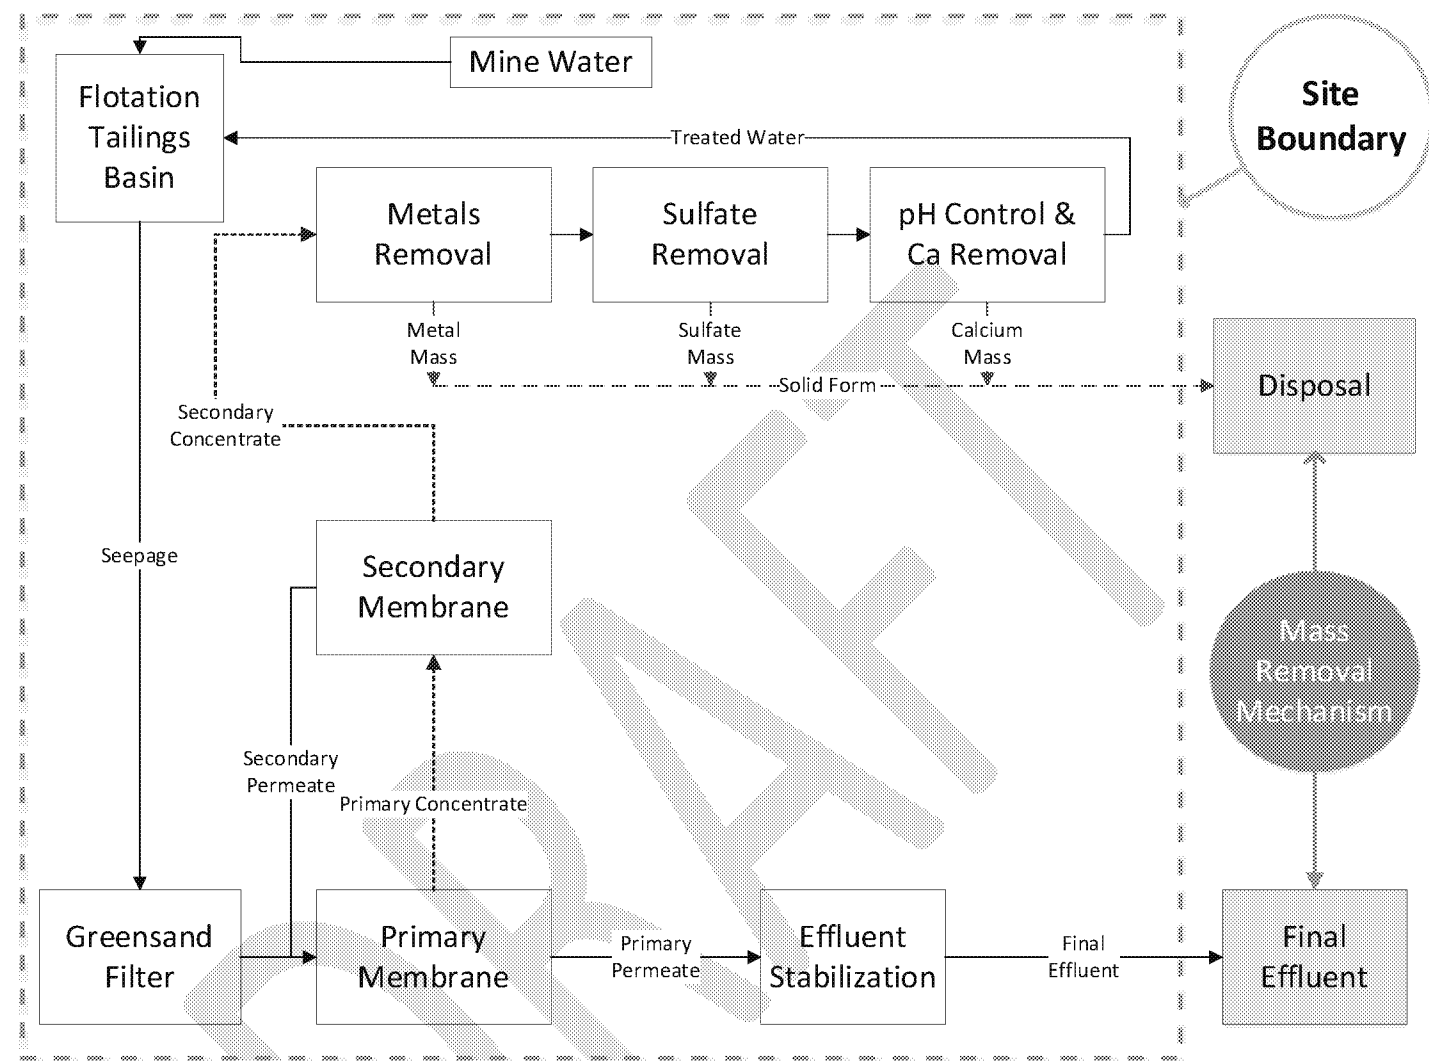 Mine Water
Flotation
Tailings
Basin
Site
Boundary
Treated Water
Metals
Removal
Sulfate
Removal
pH Control &
Ca Removal
Metal
Mass
Sulfate
Mass
Calcium
Mass
Solid Form
Disposal
Secondary
Concentrate
Seepage
Secondary
Membrane
Mass
Removal
Mechanism
Secondary
Permeate
Primary Concentrate
Greensand
Filter
Primary
Membrane
Primary
Permeate
Effluent
Stabilization
Final
Effluent
Final
Effluent
DRAFT